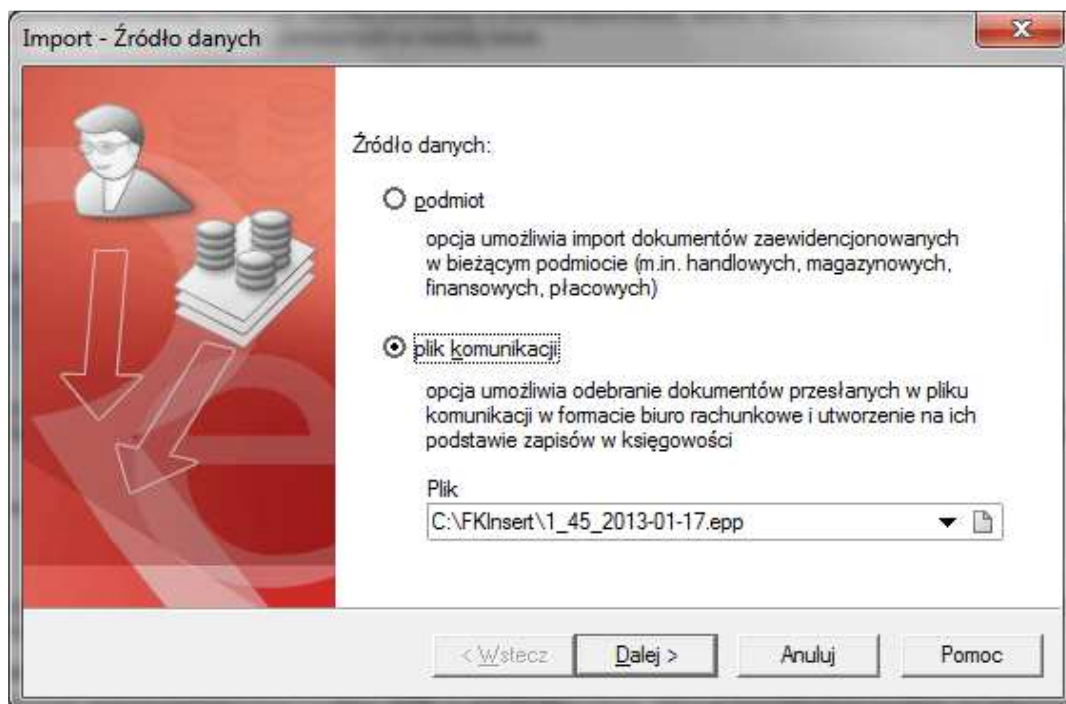 Import - Źródło danych
x
Źródło danych:
podmiot
opcja umożliwia import dokumentów zaewidencjonowanych
w bieżącym podmiocie (m.in. handlowych, magazynowych,
finansowych, płacowych)
plik komunikacji
opcja umożliwia odebranie dokumentów przesłanych w pliku
komunikacji w formacie biuro rachunkowe i utworzenie na ich
podstawie zapisów w księgowości
Plik
C:\FKInsert\1_45_2013-01-17.epp
< Wstecz Dalej > Anuluj Pomoc